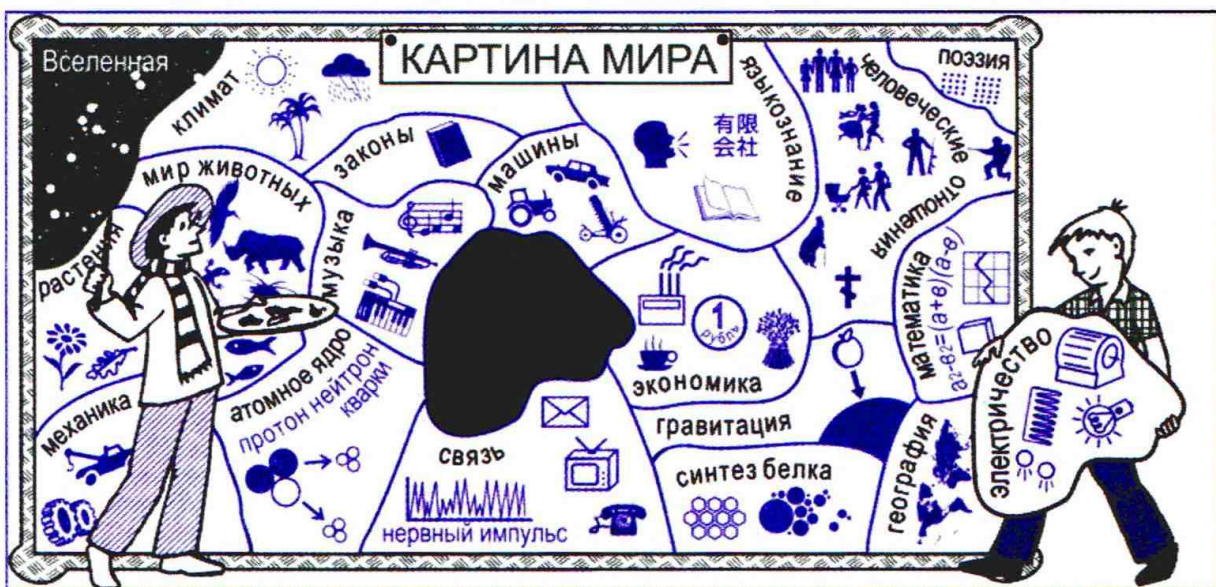 КАРТИНА МИРА
Вселенная
климат
законы
машины
языкознание
有限
会社
человеческие
отношения
поэзия
мир животных
растения
музыка
математика
a2-в2=(a+в)(a-в)
1
рубль
экономика
гравитация
механика
атомное ядро
протон нейтрон
кварки
связь
нервный импульс
синтез белка
география
электричество